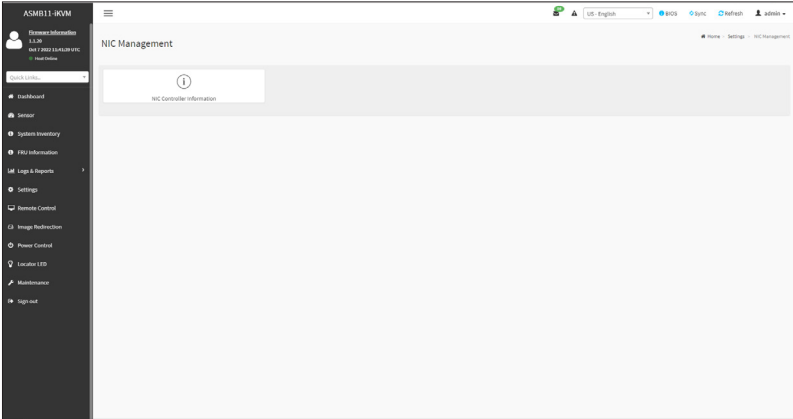 ASMB11-iKVM
US - English
BIOS
Sync
Refresh
admin
Firmware Information
1.1.20
Oct 7 2022 11:41:20 UTC
Host Online
Quick Links...
NIC Management
Home > Settings > NIC Management
NIC Controller Information
Dashboard
Sensor
System Inventory
FRU Information
Logs & Reports
Settings
Remote Control
Image Redirection
Power Control
Locator LED
Maintenance
Sign out